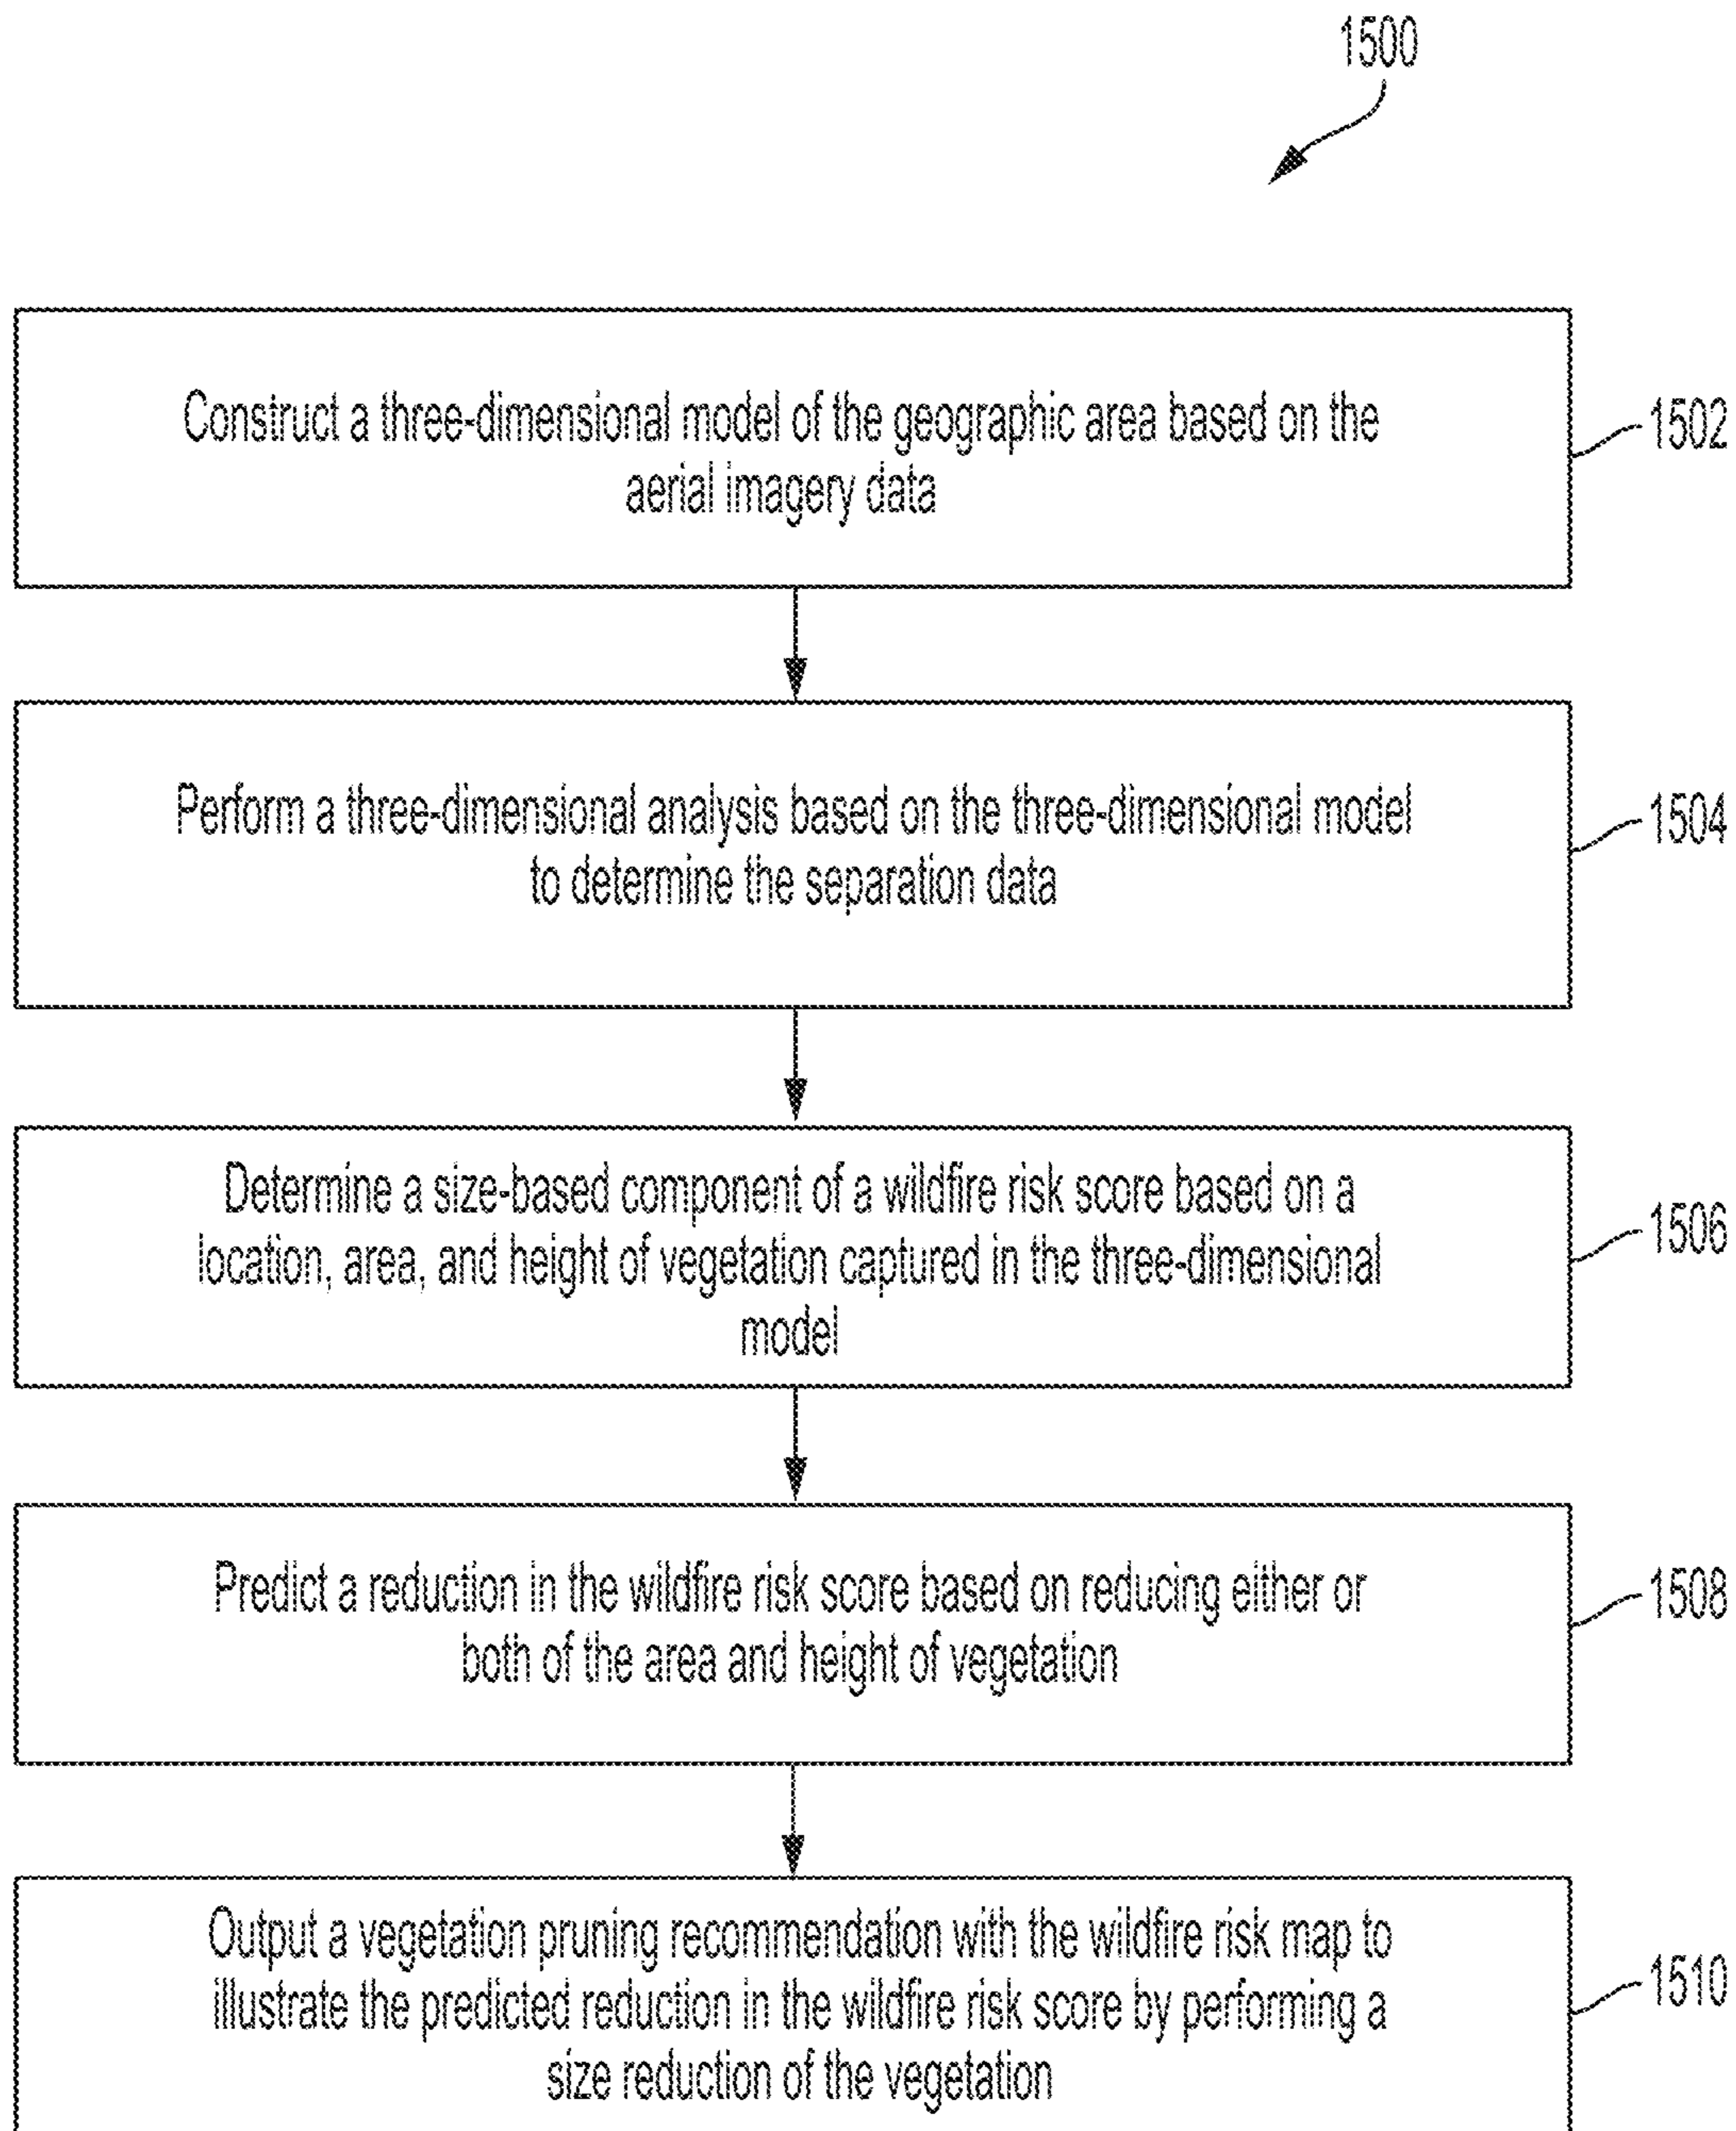 1500
Construct a three-dimensional model of the geographic area based on the
aerial imagery data
1502
Perform a three-dimensional analysis based on the three-dimensional model
to determine the separation data
1504
Determine a size-based component of a wildfire risk score based on a
location, area, and height of vegetation captured in the three-dimensional
model
1506
Predict a reduction in the wildfire risk score based on reducing either or
both of the area and height of vegetation
1508
Output a vegetation pruning recommendation with the wildfire risk map to
illustrate the predicted reduction in the wildfire risk score by performing a
size reduction of the vegetation
1510